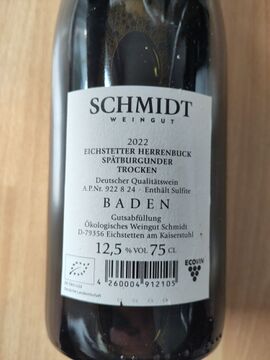 SCHMIDT
WEINGUT
2022
EICHSTETTER HERRENBUCK
SPÄTBURGUNDER
TROCKEN
Deutscher Qualitätswein
A.P.Nr. 922 8 24 - Enthält Sulfite
BADEN
Gutsabfüllung
Ökologisches Weingut Schmidt
D-79356 Eichstetten am Kaiserstuhl
12,5 % VOL 75 CL
ECOVIN
4 260004 912105